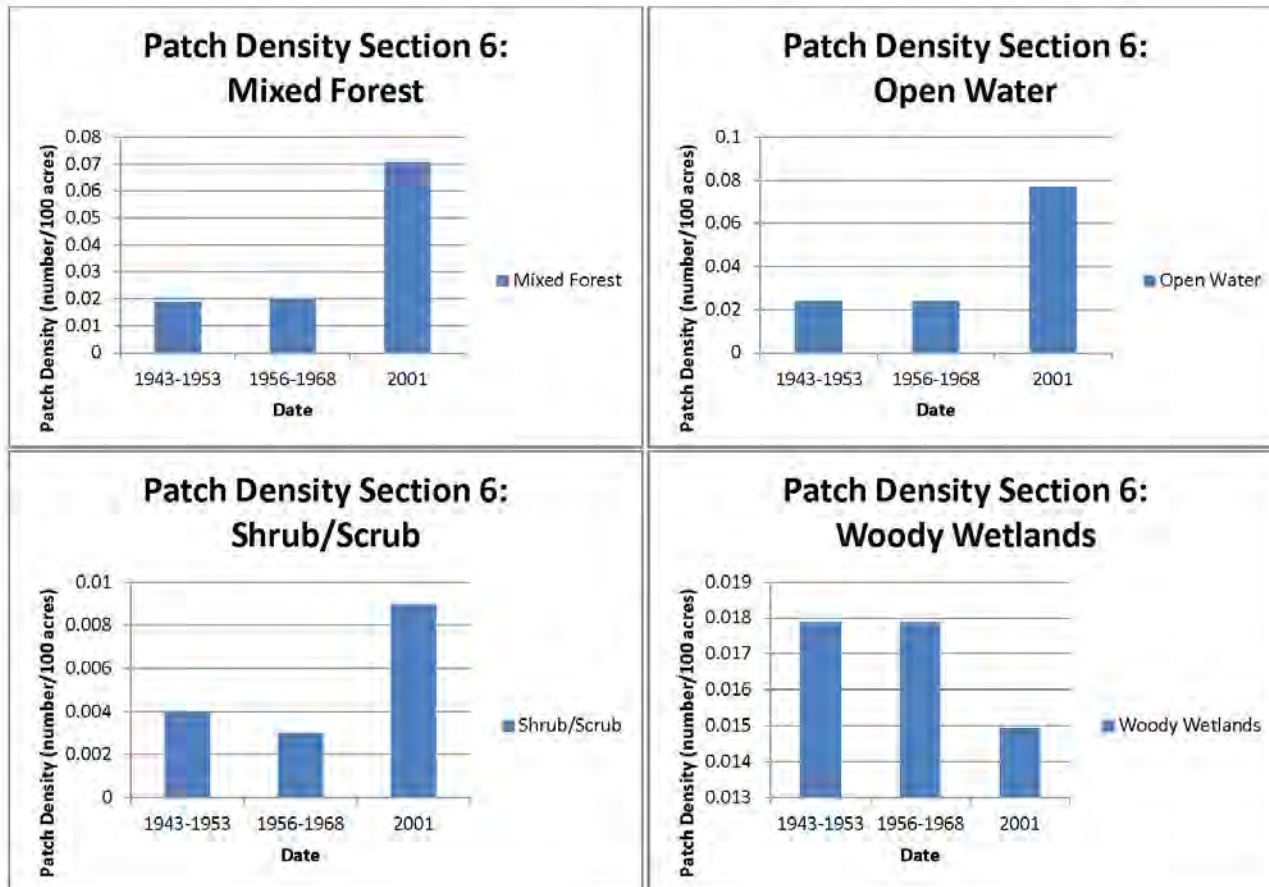 Patch Density Section 6:
Mixed Forest
Patch Density (number/100 acres)
0.08
0.07
0.06
0.05
0.04
0.03
0.02
0.01
0
1943-1953
1956-1968
2001
Date
Mixed Forest
Patch Density Section 6:
Open Water
Patch Density (number/100 acres)
0.1
0.08
0.06
0.04
0.02
0
1943-1953
1956-1968
2001
Date
Open Water
Patch Density Section 6:
Shrub/Scrub
Patch Density (number/100 acres)
0.01
0.008
0.006
0.004
0.002
0
1943-1953
1956-1968
2001
Date
Shrub/Scrub
Patch Density Section 6:
Woody Wetlands
Patch Density (number/100 acres)
0.019
0.018
0.017
0.016
0.015
0.014
0.013
1943-1953
1956-1968
2001
Date
Woody Wetlands